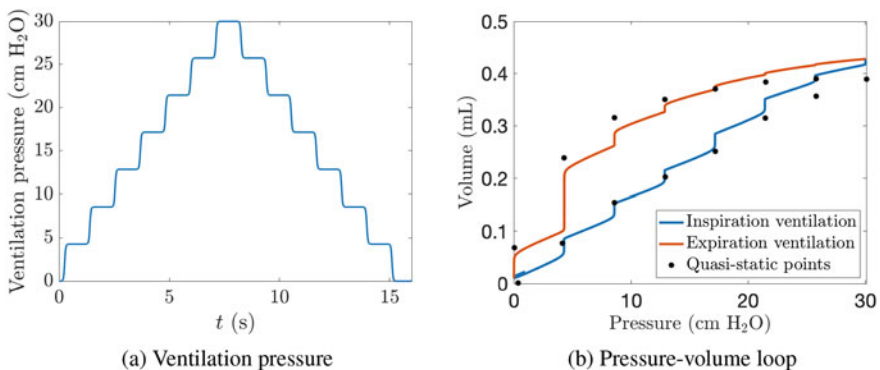 Ventilation pressure (cm H₂O)
30
25
20
15
10
5
0
0 5 10 15
t (s)
(a) Ventilation pressure
Volume (mL)
0.5
0.4
0.3
0.2
0.1
0
Inspiration ventilation
Expiration ventilation
Quasi-static points
0 10 20 30
Pressure (cm H₂O)
(b) Pressure-volume loop